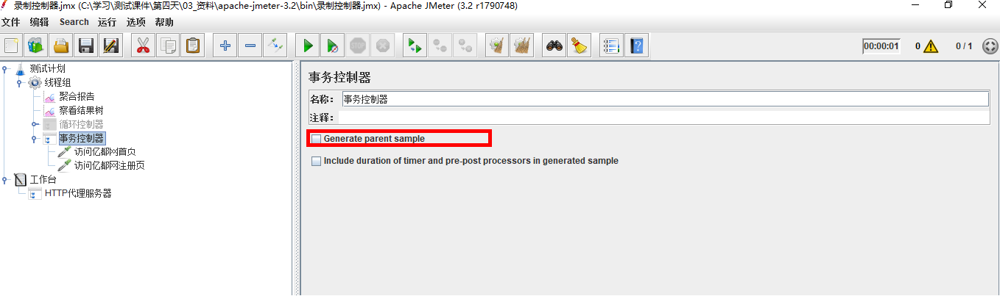 录制控制器.jmx (C:\学习\测试课件\第四天\03_资料\apache-jmeter-3.2\bin\录制控制器.jmx) - Apache JMeter (3.2 r1790748)
文件 编辑 Search 运行 选项 帮助
STOP 00:00:01 0 0 / 1
测试计划
线程组
聚合报告
察看结果树
循环控制器
事务控制器
访问亿都网首页
访问亿都网注册页
工作台
HTTP代理服务器
事务控制器
名称： 事务控制器
注释：
Generate parent sample
Include duration of timer and pre-post processors in generated sample